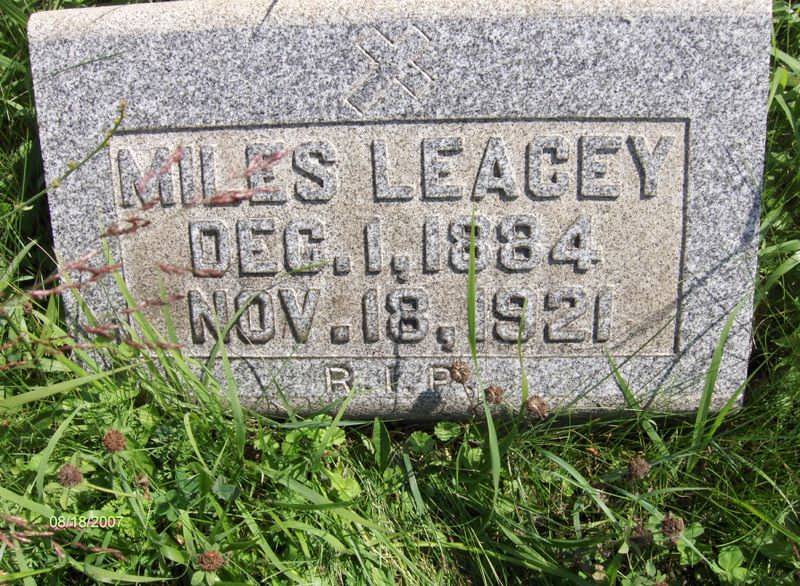 MILES LEACEY
DEC. 1, 1884
NOV. 18, 1921
R. I. P.
08/18/2007